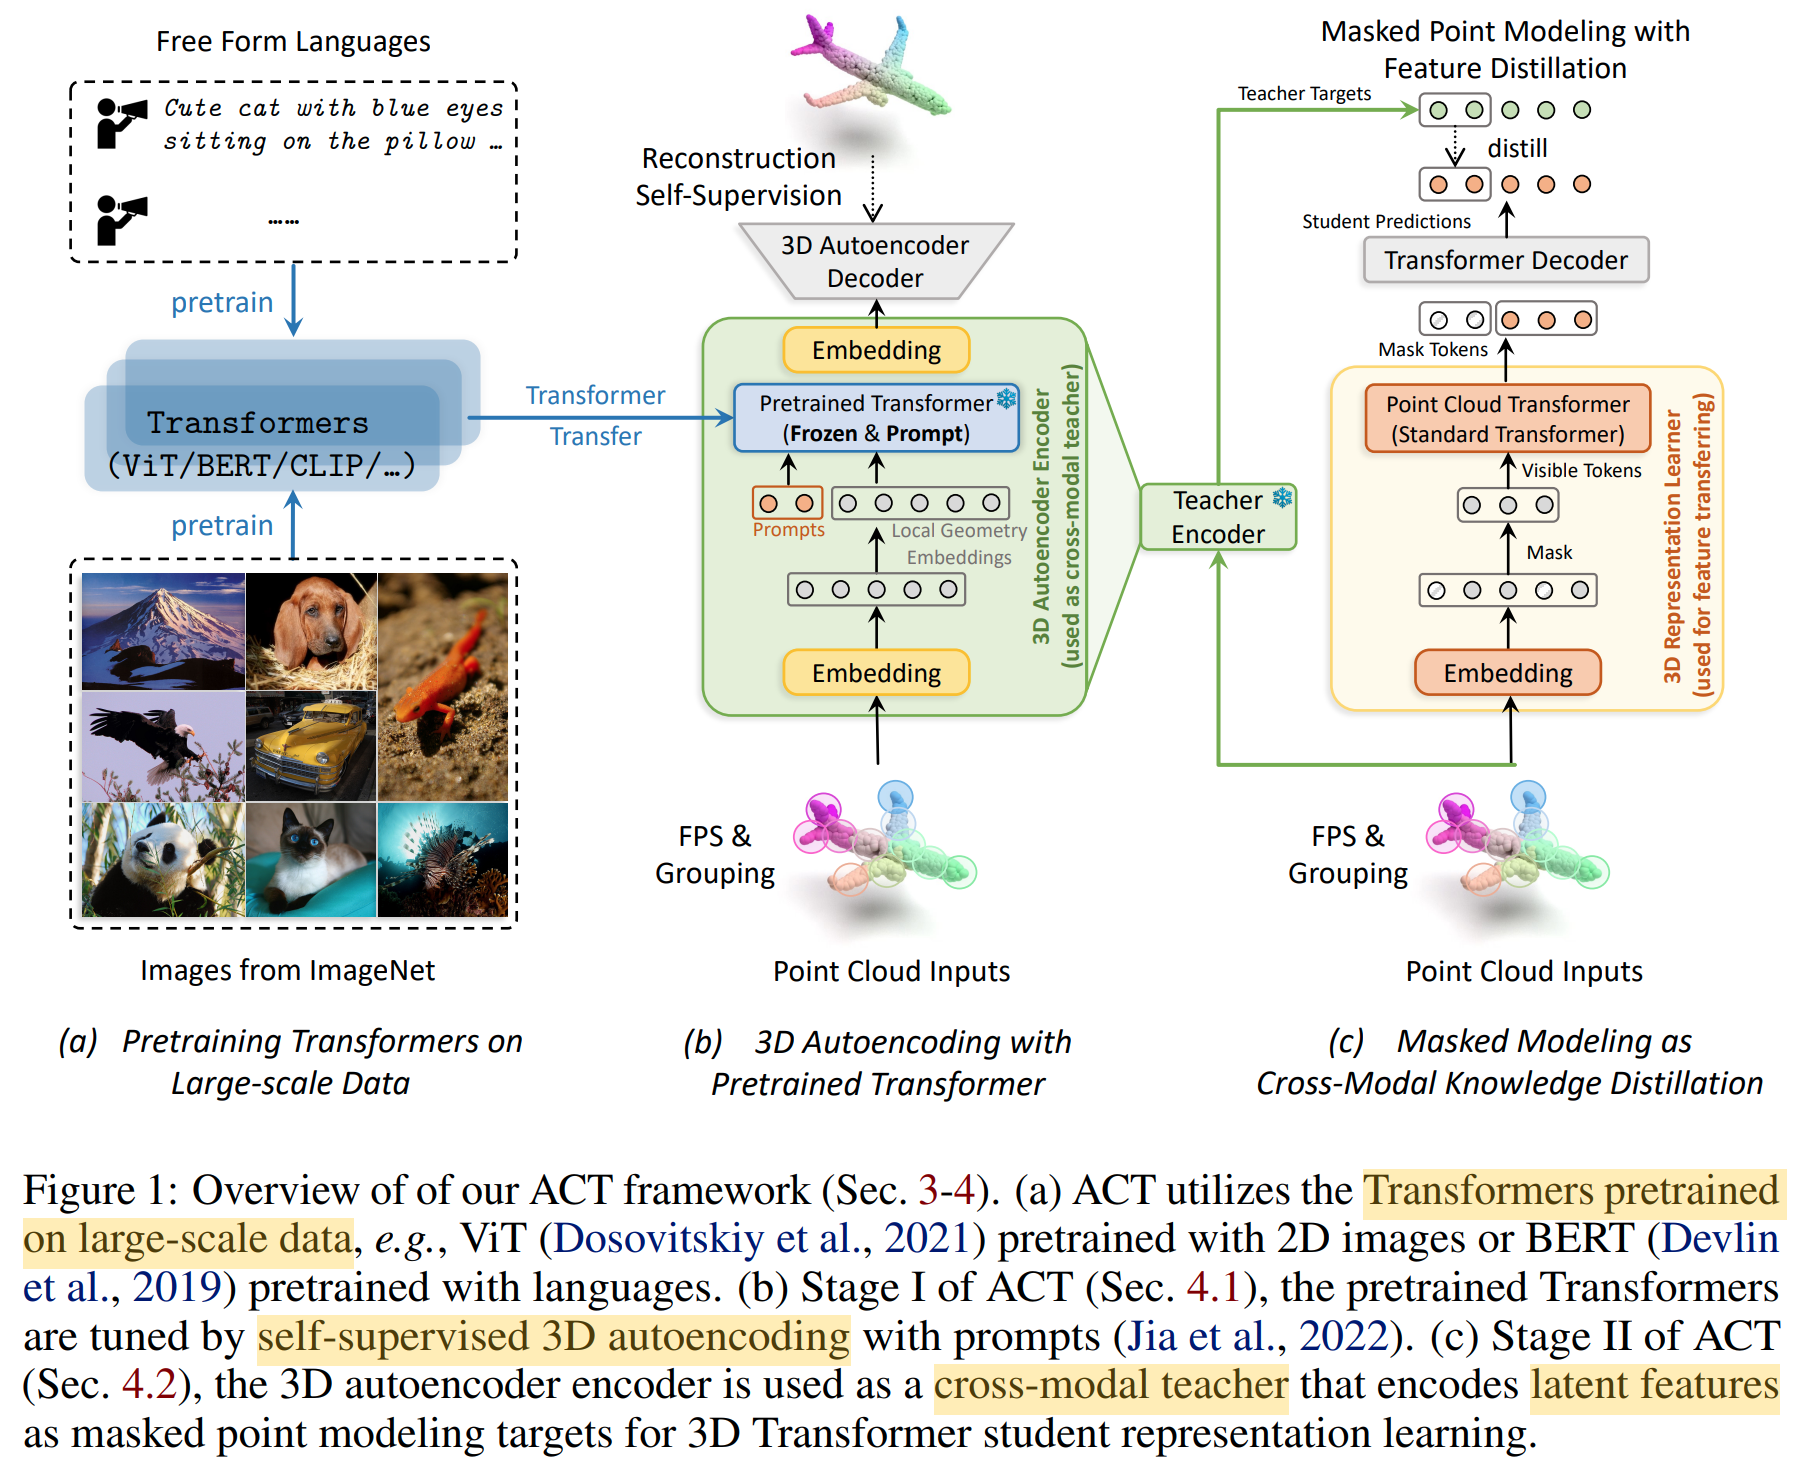 Free Form Languages
Cute cat with blue eyes
sitting on the pillow …
……
pretrain
Transformers
(ViT/BERT/CLIP/…)
pretrain
Images from ImageNet
(a) Pretraining Transformers on
Large-scale Data
Reconstruction
Self-Supervision
3D Autoencoder
Decoder
Embedding
Transformer
Transfer
Pretrained Transformer
(Frozen & Prompt)
Prompts
Local Geometry
Embeddings
Embedding
3D Autoencoder Encoder
(used as cross-modal teacher)
FPS &
Grouping
Point Cloud Inputs
(b) 3D Autoencoding with
Pretrained Transformer
Masked Point Modeling with
Feature Distillation
Teacher Targets
distill
Student Predictions
Transformer Decoder
Mask Tokens
Point Cloud Transformer
(Standard Transformer)
Visible Tokens
Mask
Embedding
3D Representation Learner
(used for feature transferring)
Teacher
Encoder
FPS &
Grouping
Point Cloud Inputs
(c) Masked Modeling as
Cross-Modal Knowledge Distillation
Figure 1: Overview of of our ACT framework (Sec. 3-4). (a) ACT utilizes the Transformers pretrained
on large-scale data, e.g., ViT (Dosovitskiy et al., 2021) pretrained with 2D images or BERT (Devlin
et al., 2019) pretrained with languages. (b) Stage I of ACT (Sec. 4.1), the pretrained Transformers
are tuned by self-supervised 3D autoencoding with prompts (Jia et al., 2022). (c) Stage II of ACT
(Sec. 4.2), the 3D autoencoder encoder is used as a cross-modal teacher that encodes latent features
as masked point modeling targets for 3D Transformer student representation learning.